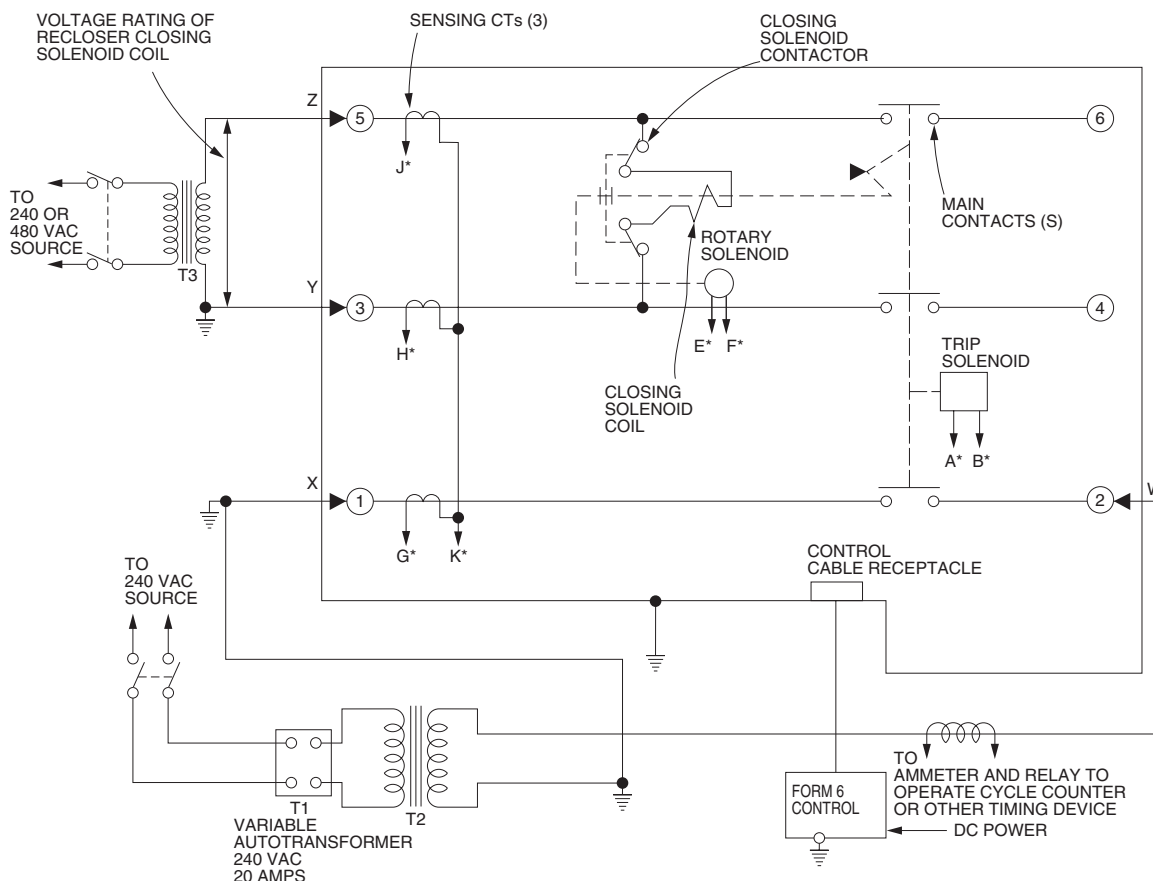 VOLTAGE RATING OF
RECLOSER CLOSING
SOLENOID COIL
SENSING CTs (3)
CLOSING
SOLENOID
CONTACTOR
Z
5
6
J*
TO
240 OR
480 VAC
SOURCE
T3
MAIN
CONTACTS (S)
ROTARY
SOLENOID
Y
3
4
H*
E* F*
CLOSING
SOLENOID
COIL
TRIP
SOLENOID
A* B*
X
1
2
W
G*
K*
CONTROL
CABLE RECEPTACLE
TO
240 VAC
SOURCE
T1
VARIABLE
AUTOTRANSFORMER
240 VAC
20 AMPS
T2
TO
AMMETER AND RELAY TO
OPERATE CYCLE COUNTER
OR OTHER TIMING DEVICE
FORM 6
CONTROL
DC POWER